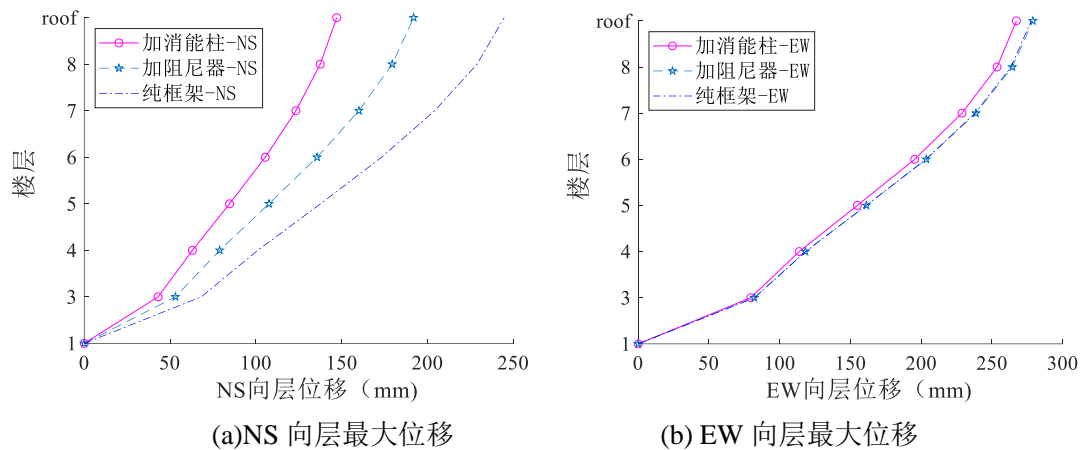 roof
8
7
6
5
4
3
1
楼层
加消能柱-NS
加阻尼器-NS
纯框架-NS
0 50 100 150 200 250
NS向层位移（mm)
(a)NS 向层最大位移
roof
8
7
6
5
4
3
1
楼层
加消能柱-EW
加阻尼器-EW
纯框架-EW
0 50 100 150 200 250 300
EW向层位移（mm)
(b) EW 向层最大位移